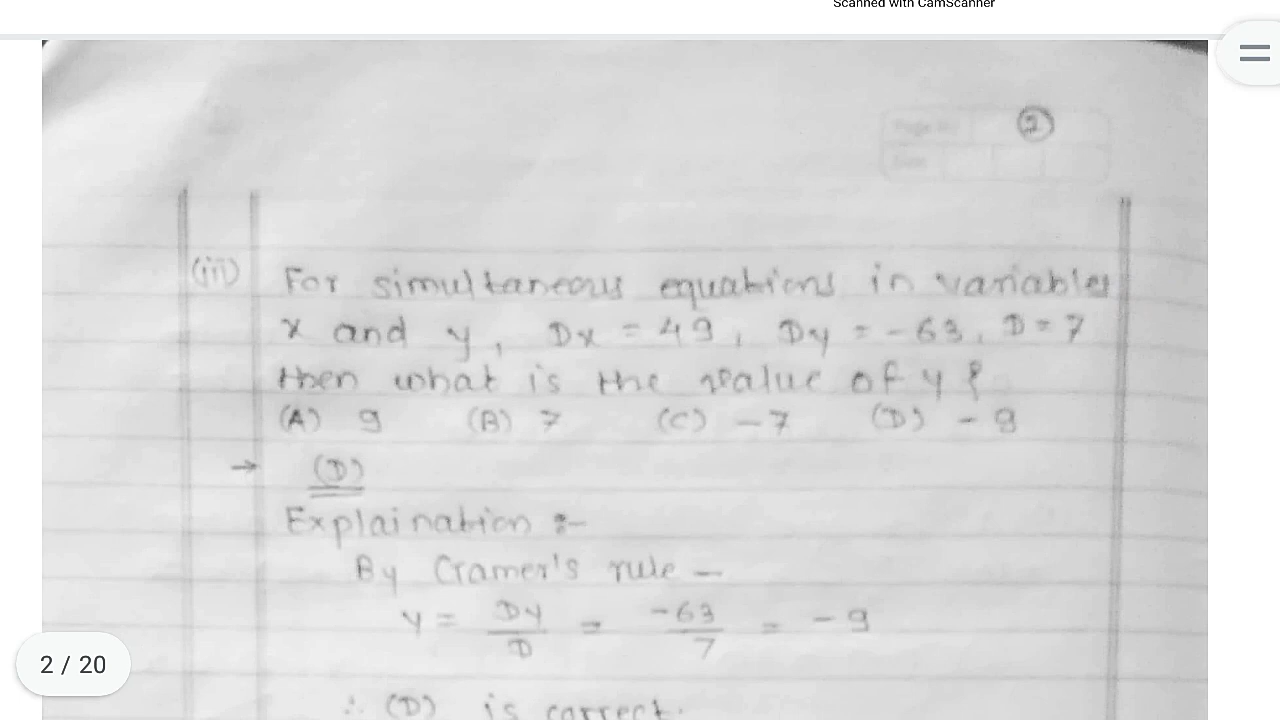 Scanned with CamScanner
2
(iii) For simultaneous equations in variables
x and y, Dx = 49, Dy = -63, D = 7
then what is the value of y ?
(A) 9 (B) 7 (C) -7 (D) -9
→ (D)
Explaination :-
By Cramer's rule -
y = Dy/D = -63/7 = -9
2 / 20
∴ (D) is correct.